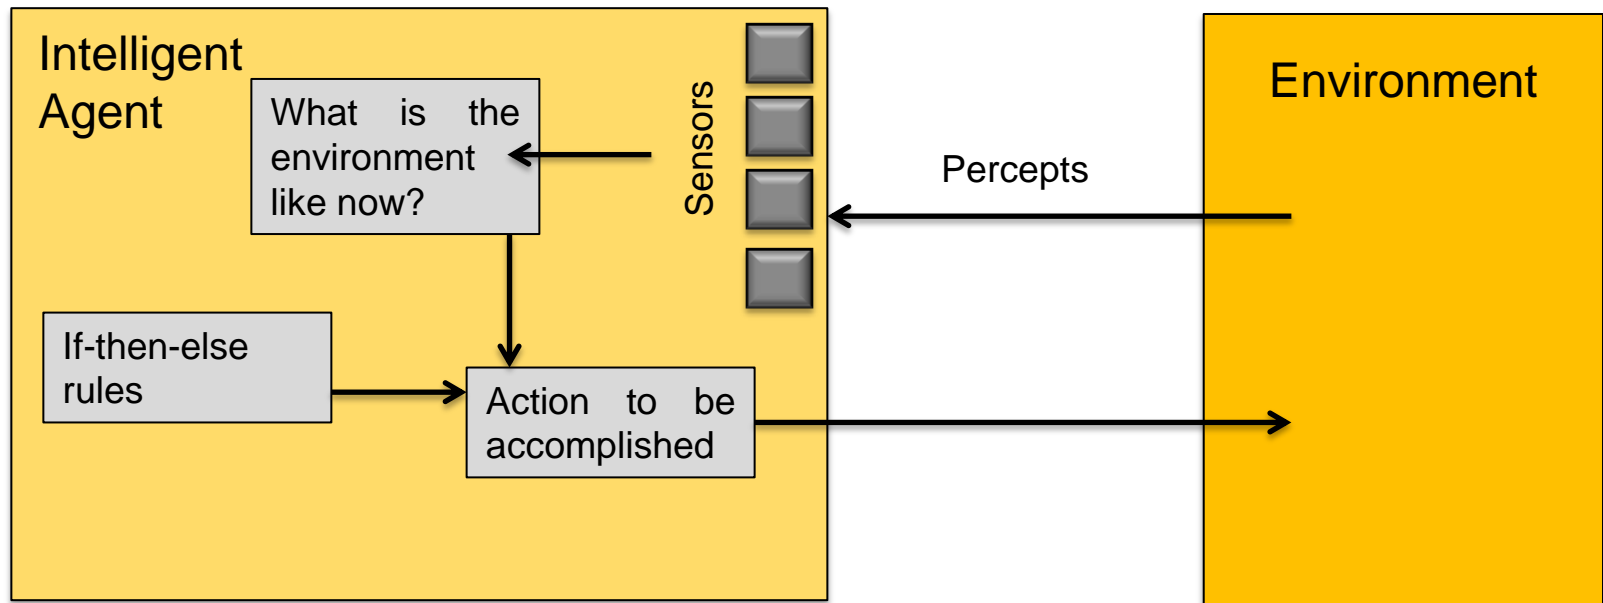 Intelligent
Agent
What is the
environment
like now?
Sensors
Percepts
Environment
If-then-else
rules
Action to be
accomplished